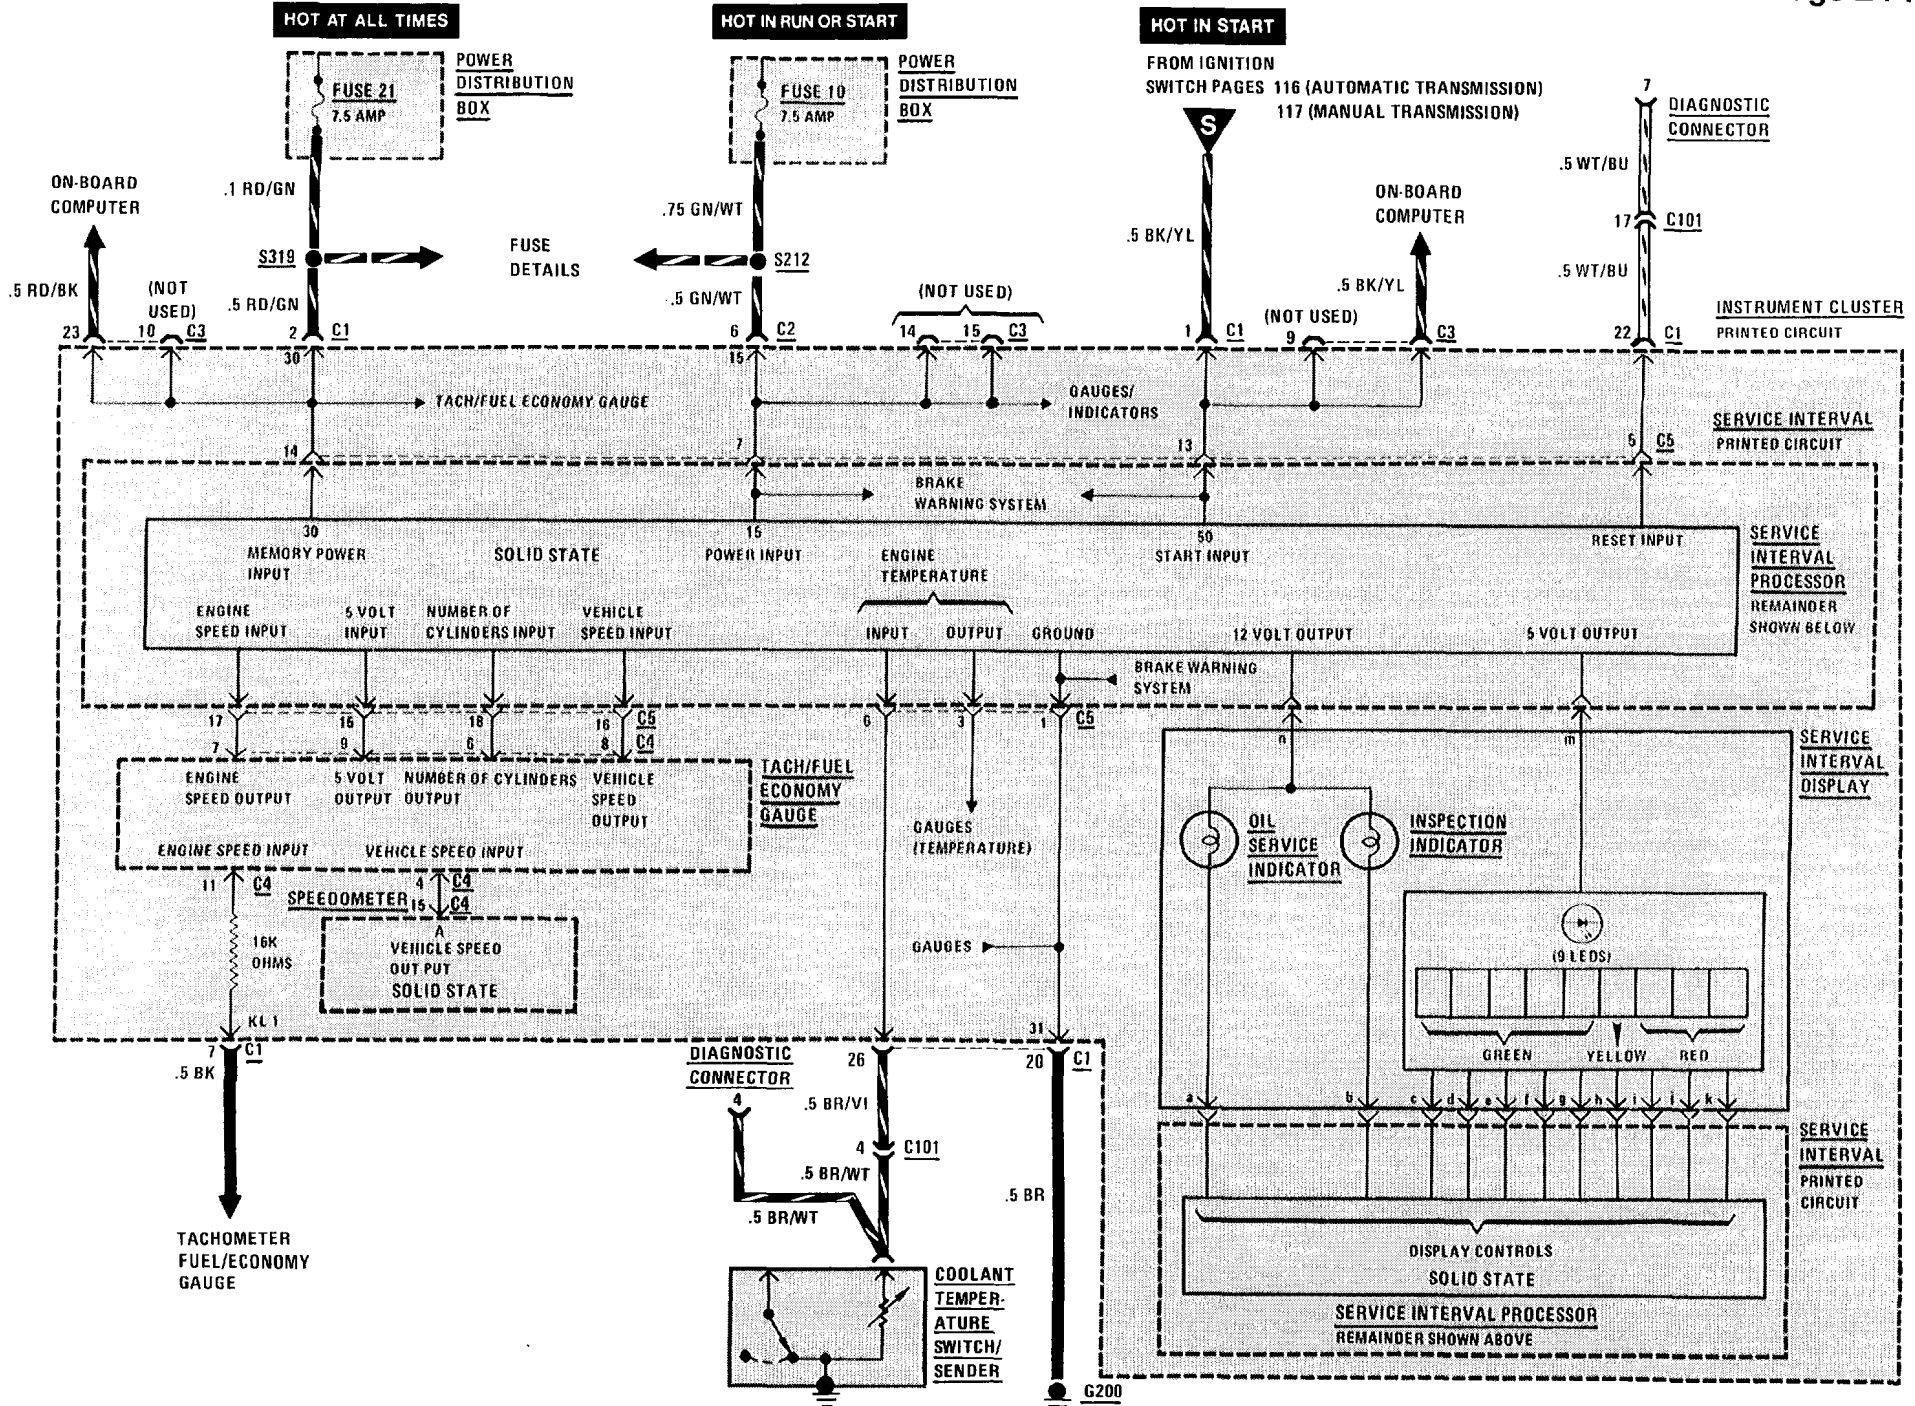 HOT AT ALL TIMES
HOT IN RUN OR START
HOT IN START
FUSE 21
7.5 AMP
POWER
DISTRIBUTION
BOX
FUSE 10
7.5 AMP
POWER
DISTRIBUTION
BOX
FROM IGNITION
SWITCH PAGES 116 (AUTOMATIC TRANSMISSION)
117 (MANUAL TRANSMISSION)
S
7
DIAGNOSTIC
CONNECTOR
ON-BOARD
COMPUTER
.1 RD/GN
.75 GN/WT
.5 BK/YL
ON-BOARD
COMPUTER
.5 WT/BU
17
C101
.5 WT/BU
S319
FUSE
DETAILS
S212
.5 RD/BK
(NOT
USED)
.5 RD/GN
.5 GN/WT
(NOT USED)
.5 BK/YL
(NOT USED)
INSTRUMENT CLUSTER
PRINTED CIRCUIT
23
10
C3
2
C1
6
C2
14
15
C3
1
C1
9
C3
22
C1
30
15
TACH/FUEL ECONOMY GAUGE
GAUGES/
INDICATORS
SERVICE INTERVAL
PRINTED CIRCUIT
14
7
13
5
C5
BRAKE
WARNING SYSTEM
30
MEMORY POWER
INPUT
SOLID STATE
15
POWER INPUT
ENGINE
TEMPERATURE
50
START INPUT
RESET INPUT
SERVICE
INTERVAL
PROCESSOR
REMAINDER
SHOWN BELOW
ENGINE
SPEED INPUT
5 VOLT
INPUT
NUMBER OF
CYLINDERS INPUT
VEHICLE
SPEED INPUT
INPUT
OUTPUT
GROUND
12 VOLT OUTPUT
5 VOLT OUTPUT
BRAKE WARNING
SYSTEM
17
16
18
16
C5
6
3
1
C5
7
9
6
8
C4
n
m
SERVICE
INTERVAL
DISPLAY
ENGINE
SPEED OUTPUT
5 VOLT
OUTPUT
NUMBER OF CYLINDERS
OUTPUT
VEHICLE
SPEED
OUTPUT
TACH/FUEL
ECONOMY
GAUGE
ENGINE SPEED INPUT
VEHICLE SPEED INPUT
GAUGES
(TEMPERATURE)
OIL
SERVICE
INDICATOR
INSPECTION
INDICATOR
11
C4
4
C4
SPEEDOMETER
15
C4
16K
OHMS
A
VEHICLE SPEED
OUTPUT
SOLID STATE
GAUGES
(9 LEDS)
GREEN
YELLOW
RED
KL 1
7
C1
.5 BK
31
26
20
C1
DIAGNOSTIC
CONNECTOR
4
.5 BR/VI
4
C101
.5 BR/WT
.5 BR/WT
.5 BR
a
b
c
d
e
f
g
h
i
j
k
SERVICE
INTERVAL
PRINTED
CIRCUIT
TACHOMETER
FUEL/ECONOMY
GAUGE
DISPLAY CONTROLS
SOLID STATE
SERVICE INTERVAL PROCESSOR
REMAINDER SHOWN ABOVE
COOLANT
TEMPER-
ATURE
SWITCH/
SENDER
G200